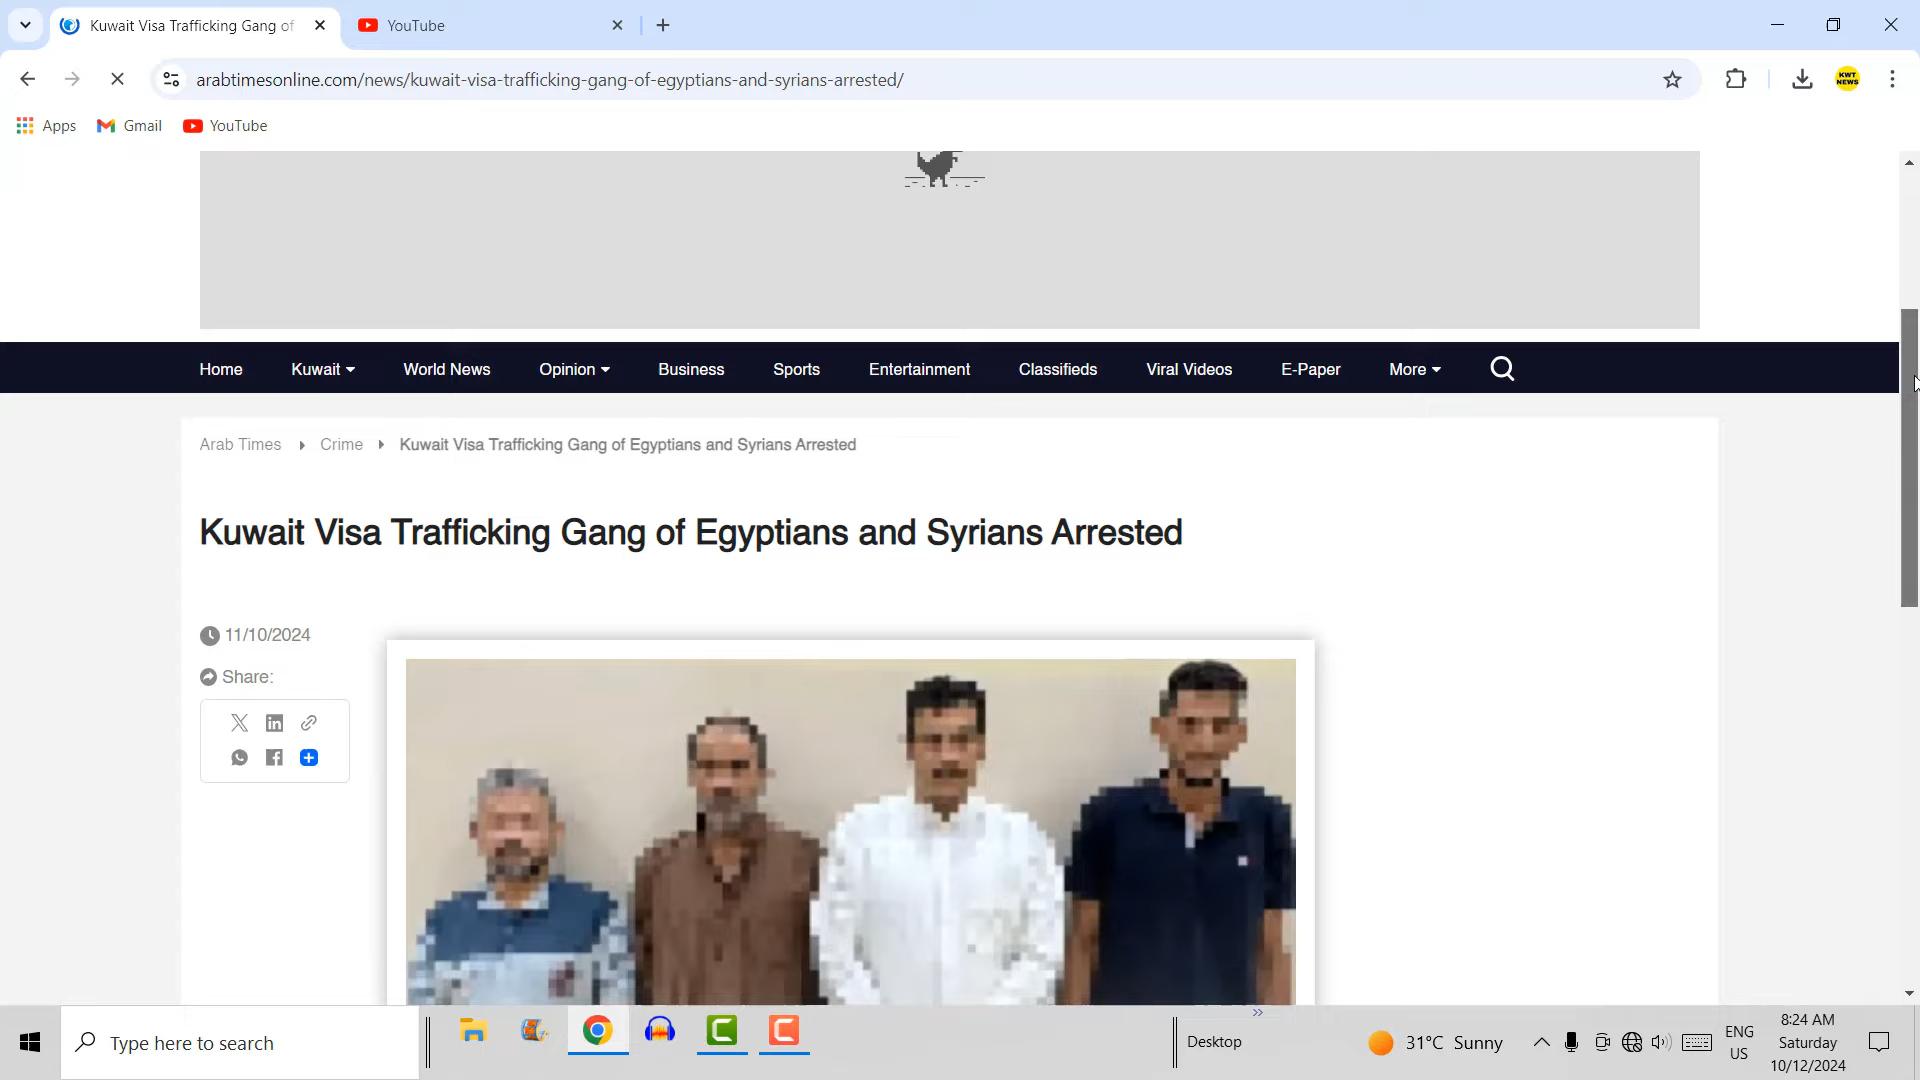 Kuwait Visa Trafficking Gang of
YouTube
arabtimesonline.com/news/kuwait-visa-trafficking-gang-of-egyptians-and-syrians-arrested/
KWT
NEWS
Apps
Gmail
YouTube
Home
Kuwait
World News
Opinion
Business
Sports
Entertainment
Classifieds
Viral Videos
E-Paper
More
Arab Times
Crime
Kuwait Visa Trafficking Gang of Egyptians and Syrians Arrested
Kuwait Visa Trafficking Gang of Egyptians and Syrians Arrested
11/10/2024
Share:
Type here to search
Desktop
31°C Sunny
ENG
US
8:24 AM
Saturday
10/12/2024